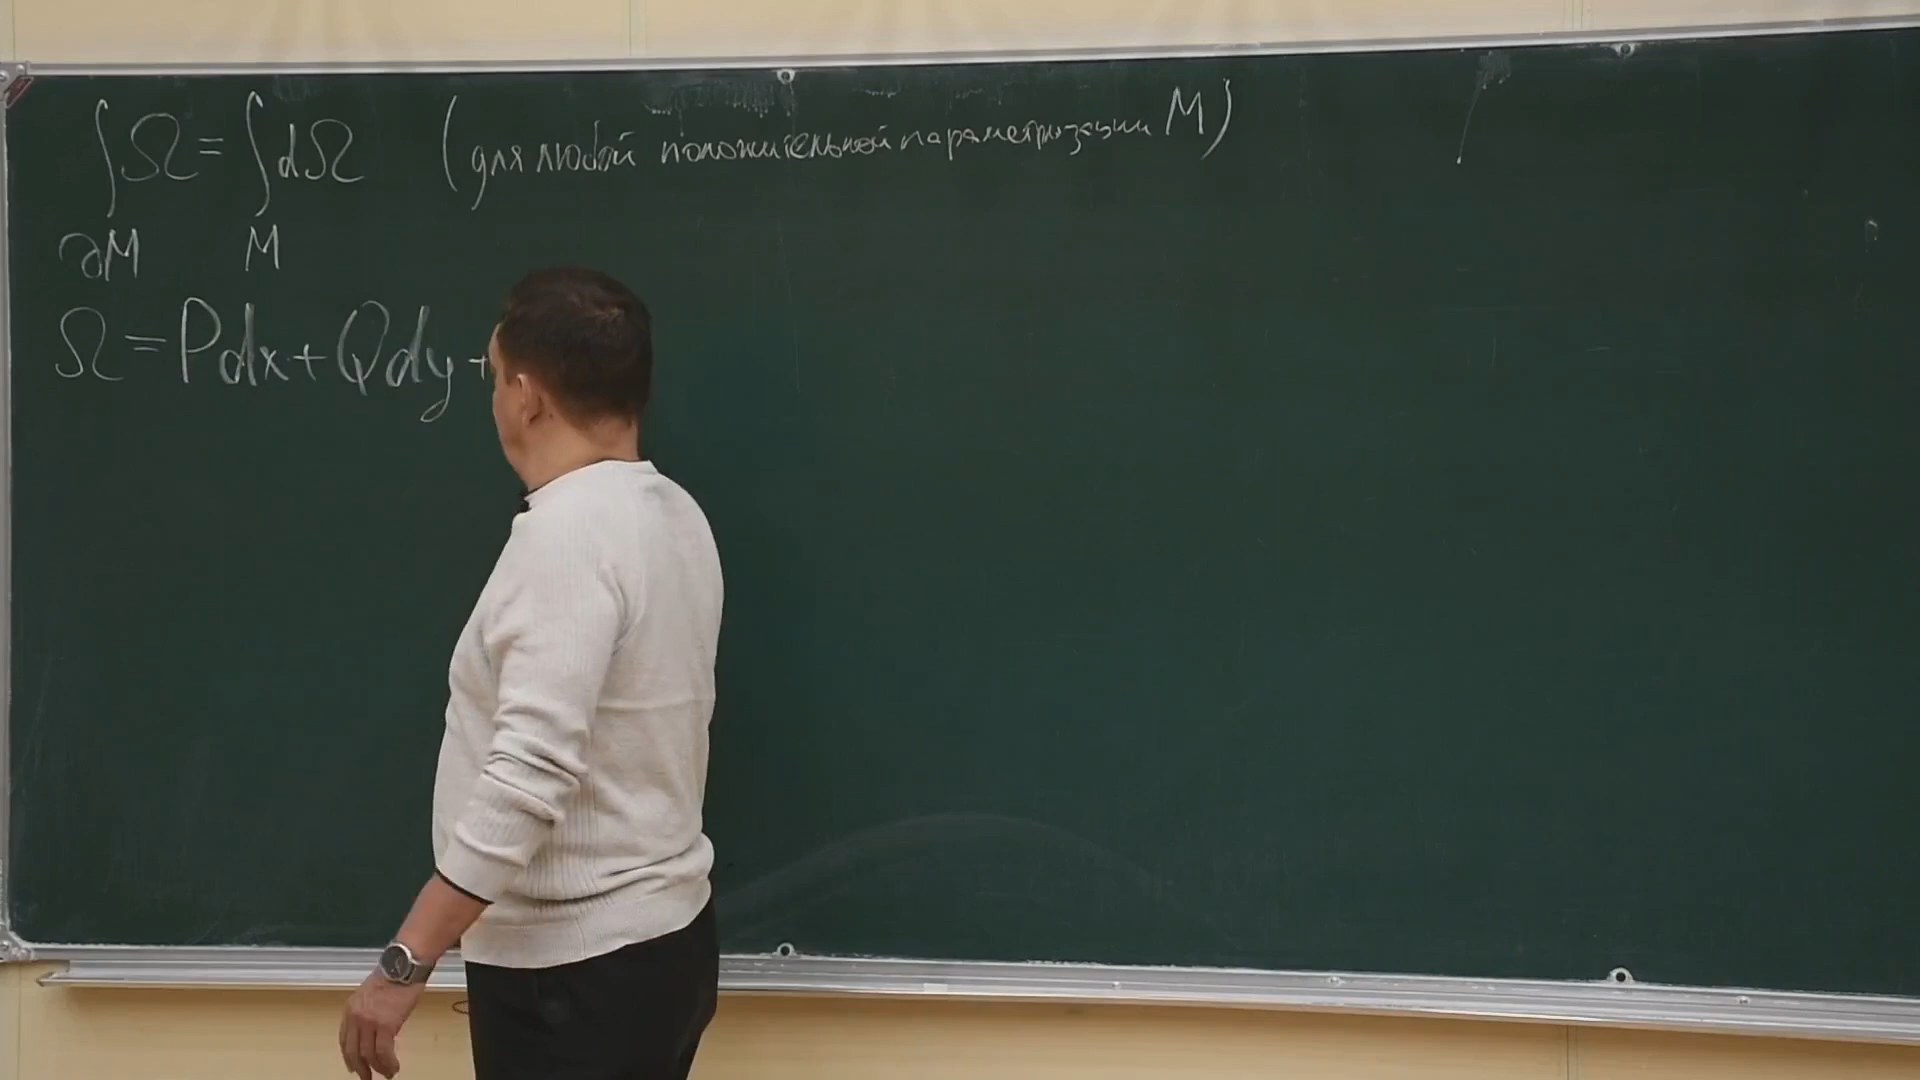 ∫Ω = ∫dΩ (для любой положительной параметризации M)
∂M M
Ω = Pdx + Qdy +